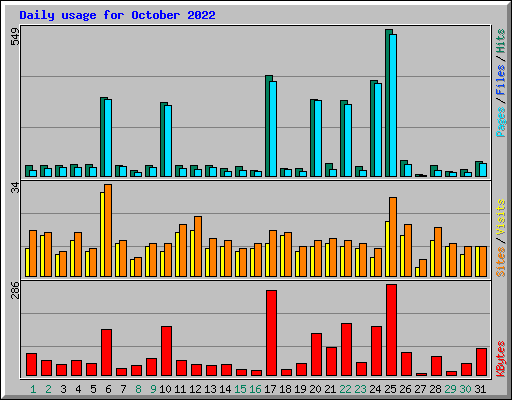 Daily usage for October 2022
549
Pages / Files / Hits
34
Sites / Visits
286
KBytes
1 2 3 4 5 6 7 8 9 10 11 12 13 14 15 16 17 18 19 20 21 22 23 24 25 26 27 28 29 30 31